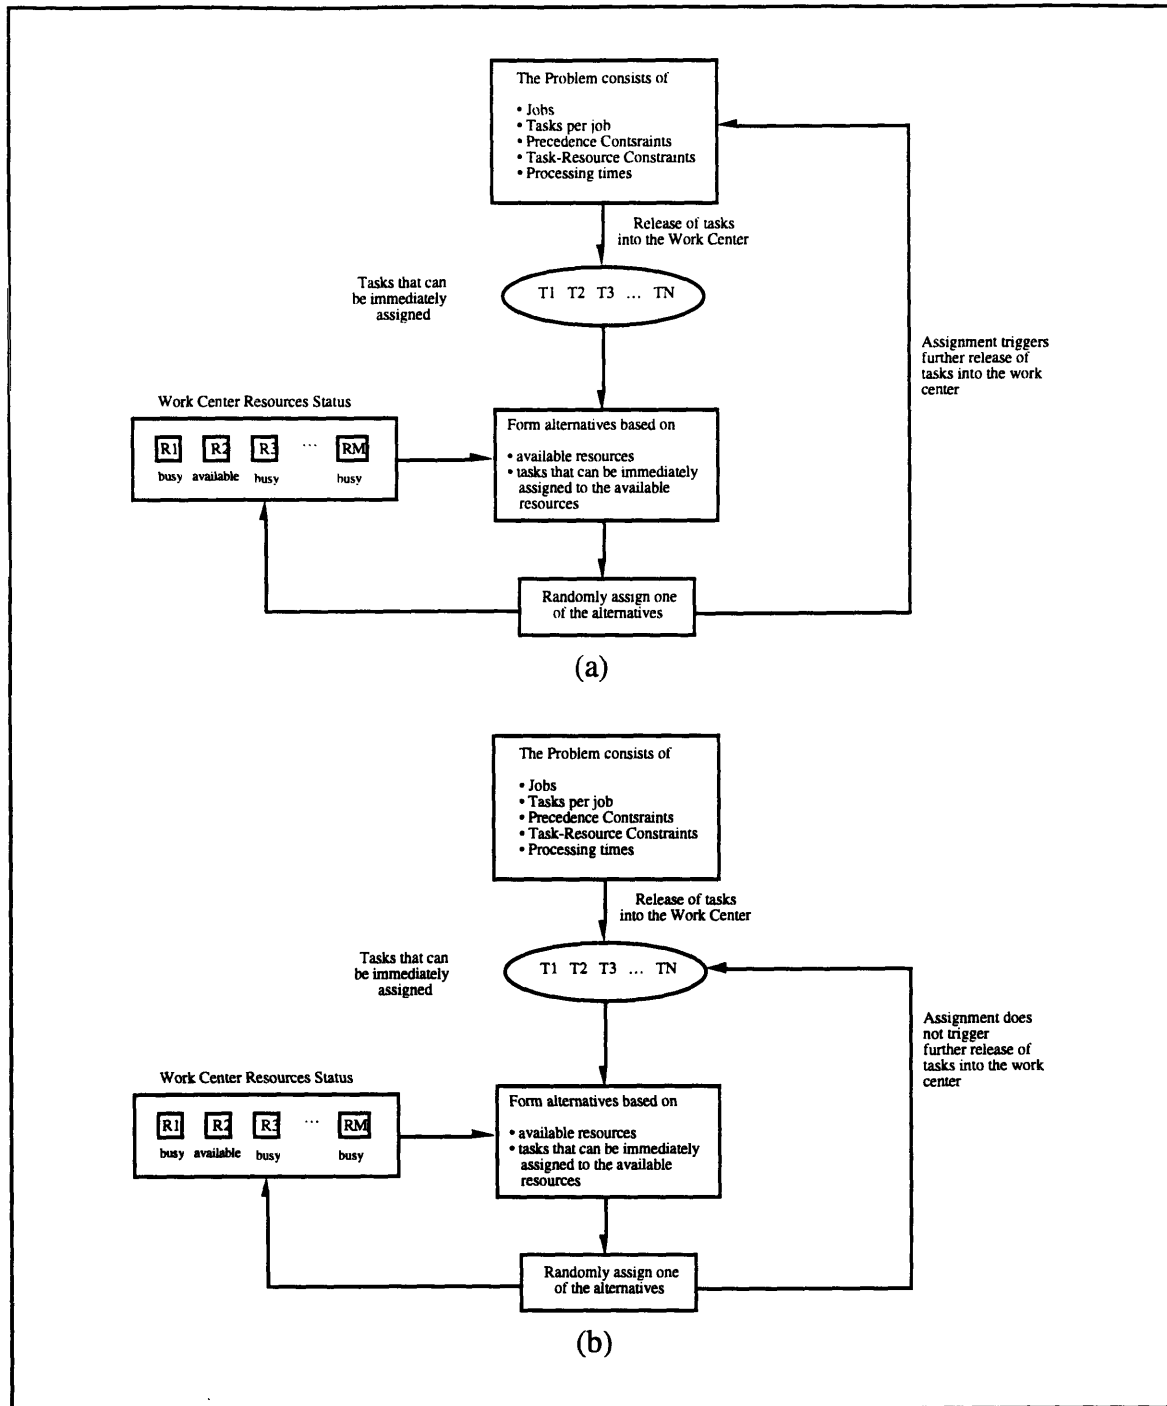 The Problem consists of
• Jobs
• Tasks per job
• Precedence Contsraints
• Task-Resource Constraints
• Processing times
Release of tasks
into the Work Center
Tasks that can
be immediately
assigned
T1 T2 T3 ... TN
Assignment triggers
further release of
tasks into the work
center
Work Center Resources Status
R1 R2 R3 ... RM
busy available busy busy
Form alternatives based on
• available resources
• tasks that can be immediately
assigned to the available
resources
Randomly assign one
of the alternatives
(a)
The Problem consists of
• Jobs
• Tasks per job
• Precedence Contsraints
• Task-Resource Constraints
• Processing times
Release of tasks
into the Work Center
Tasks that can
be immediately
assigned
T1 T2 T3 ... TN
Assignment does
not trigger
further release of
tasks into the work
center
Work Center Resources Status
R1 R2 R3 ... RM
busy available busy busy
Form alternatives based on
• available resources
• tasks that can be immediately
assigned to the available
resources
Randomly assign one
of the alternatives
(b)